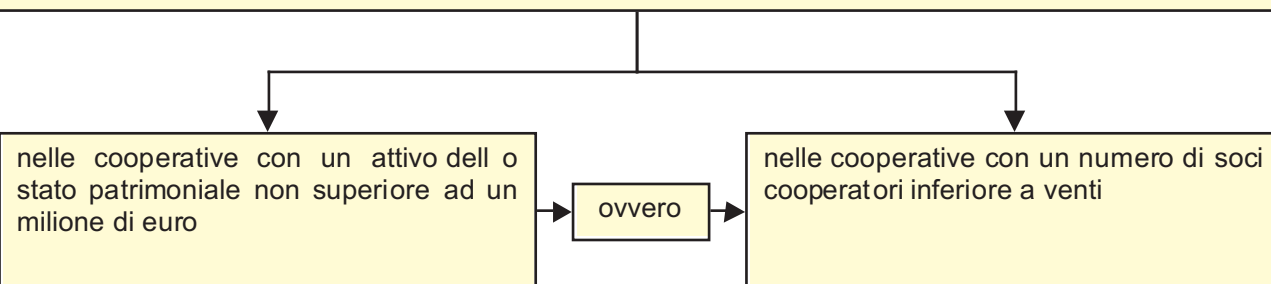 nelle cooperative con un attivo dell o
stato patrimoniale non superiore ad un
milione di euro
ovvero
nelle cooperative con un numero di soci
cooperatori inferiore a venti